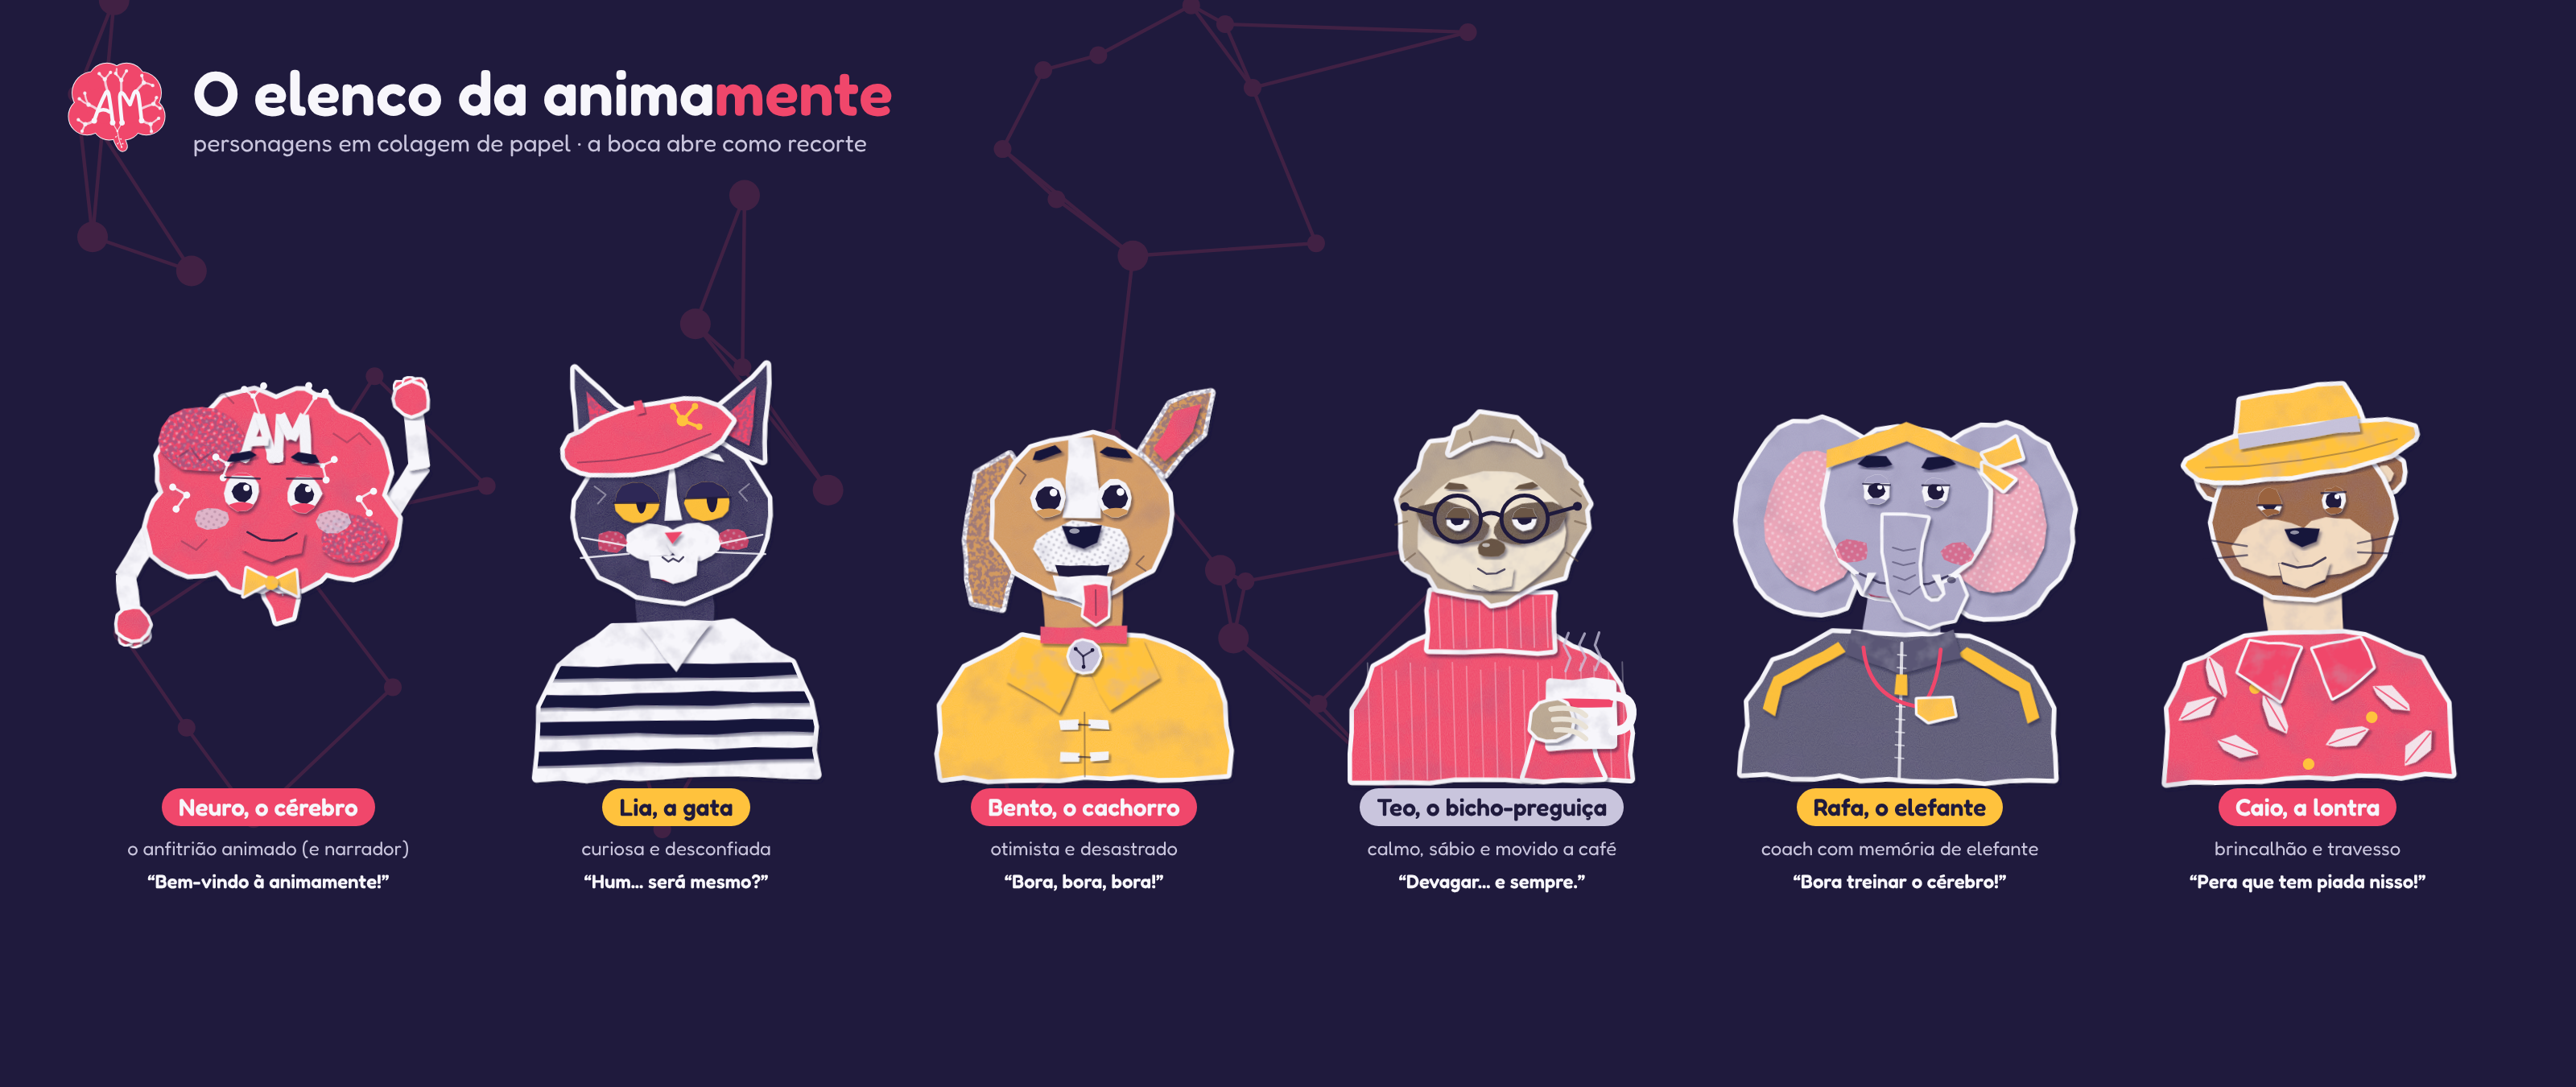 AM
O elenco da animamente
personagens em colagem de papel · a boca abre como recorte
AM
Neuro, o cérebro
o anfitrião animado (e narrador)
“Bem-vindo à animamente!”
Lia, a gata
curiosa e desconfiada
“Hum... será mesmo?”
Bento, o cachorro
otimista e desastrado
“Bora, bora, bora!”
Teo, o bicho-preguiça
calmo, sábio e movido a café
“Devagar... e sempre.”
Rafa, o elefante
coach com memória de elefante
“Bora treinar o cérebro!”
Caio, a lontra
brincalhão e travesso
“Pera que tem piada nisso!”